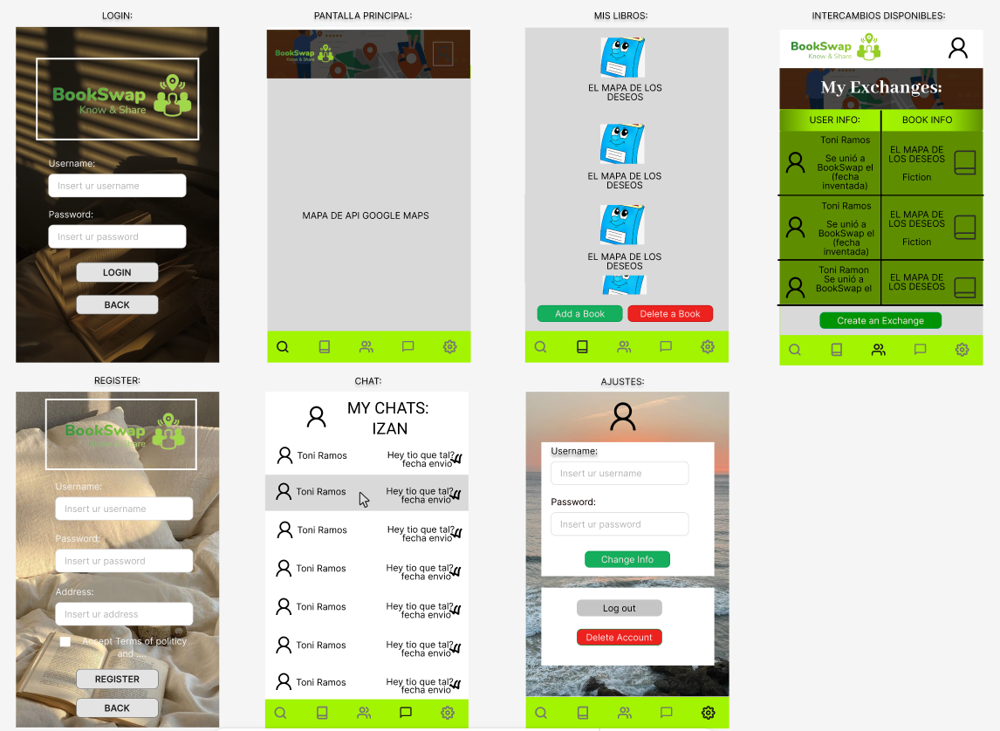 LOGIN:
BookSwap
Know & Share
Username:
Insert ur username
Password:
Insert ur password
LOGIN
BACK
PANTALLA PRINCIPAL:
BookSwap
Know & Share
MAPA DE API GOOGLE MAPS
MIS LIBROS:
EL MAPA DE LOS
DESEOS
EL MAPA DE LOS
DESEOS
EL MAPA DE LOS
DESEOS
Add a Book
Delete a Book
INTERCAMBIOS DISPONIBLES:
BookSwap
Know & Share
My Exchanges:
USER INFO:
BOOK INFO
Toni Ramos
Se unió a
BookSwap el
(fecha
inventada)
EL MAPA DE
LOS DESEOS
Fiction
Toni Ramos
Se unió a
BookSwap el
(fecha
inventada)
EL MAPA DE
LOS DESEOS
Fiction
Toni Ramon
Se unió a
BookSwap el
EL MAPA DE
LOS DESEOS
Create an Exchange
REGISTER:
BookSwap
Know & Share
Username:
Insert ur username
Password:
Insert ur password
Address:
Insert ur address
Accept Terms of politicy
and ....
REGISTER
BACK
CHAT:
MY CHATS:
IZAN
Toni Ramos
Hey tio que tal?
fecha envio
Toni Ramos
Hey tio que tal?
fecha envio
Toni Ramos
Hey tio que tal?
fecha envio
Toni Ramos
Hey tio que tal?
fecha envio
Toni Ramos
Hey tio que tal?
fecha envio
Toni Ramos
Hey tio que tal?
fecha envio
Toni Ramos
Hey tio que tal?
fecha envio
AJUSTES:
Username:
Insert ur username
Password:
Insert ur password
Change Info
Log out
Delete Account